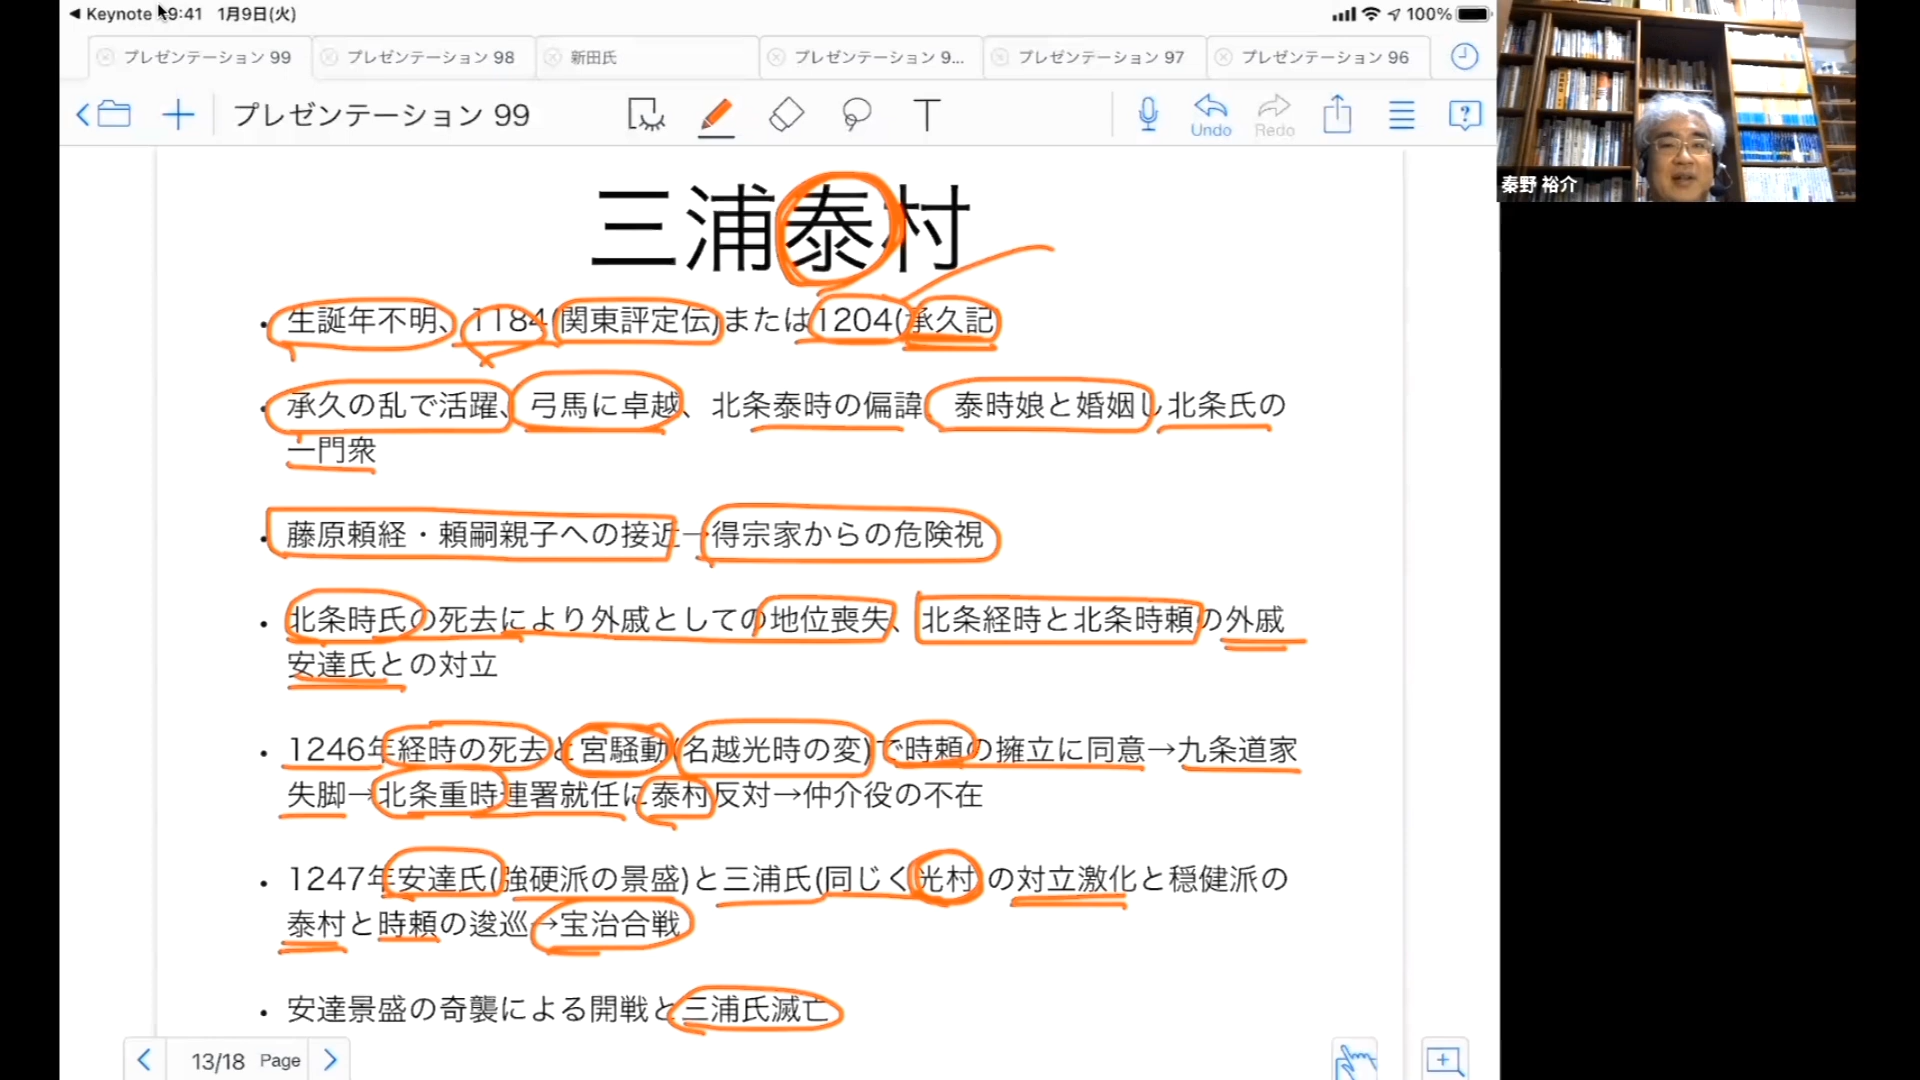 ◀ Keynote 9:41 1月9日(火)
100%
プレゼンテーション 99
プレゼンテーション 98
新田氏
プレゼンテーション 9...
プレゼンテーション 97
プレゼンテーション 96
プレゼンテーション 99
T
Undo
Redo
秦野 裕介
三浦泰村
• 生誕年不明、1184(関東評定伝)または1204(承久記
• 承久の乱で活躍、弓馬に卓越、北条泰時の偏諱、泰時娘と婚姻し北条氏の
一門衆
• 藤原頼経・頼嗣親子への接近→得宗家からの危険視
• 北条時氏の死去により外戚としての地位喪失、北条経時と北条時頼の外戚
安達氏との対立
• 1246年経時の死去と宮騒動(名越光時の変)で時頼の擁立に同意→九条道家
失脚→北条重時連署就任に泰村反対→仲介役の不在
• 1247年安達氏(強硬派の景盛)と三浦氏(同じく光村)の対立激化と穏健派の
泰村と時頼の逡巡→宝治合戦
• 安達景盛の奇襲による開戦と三浦氏滅亡
13/18 Page